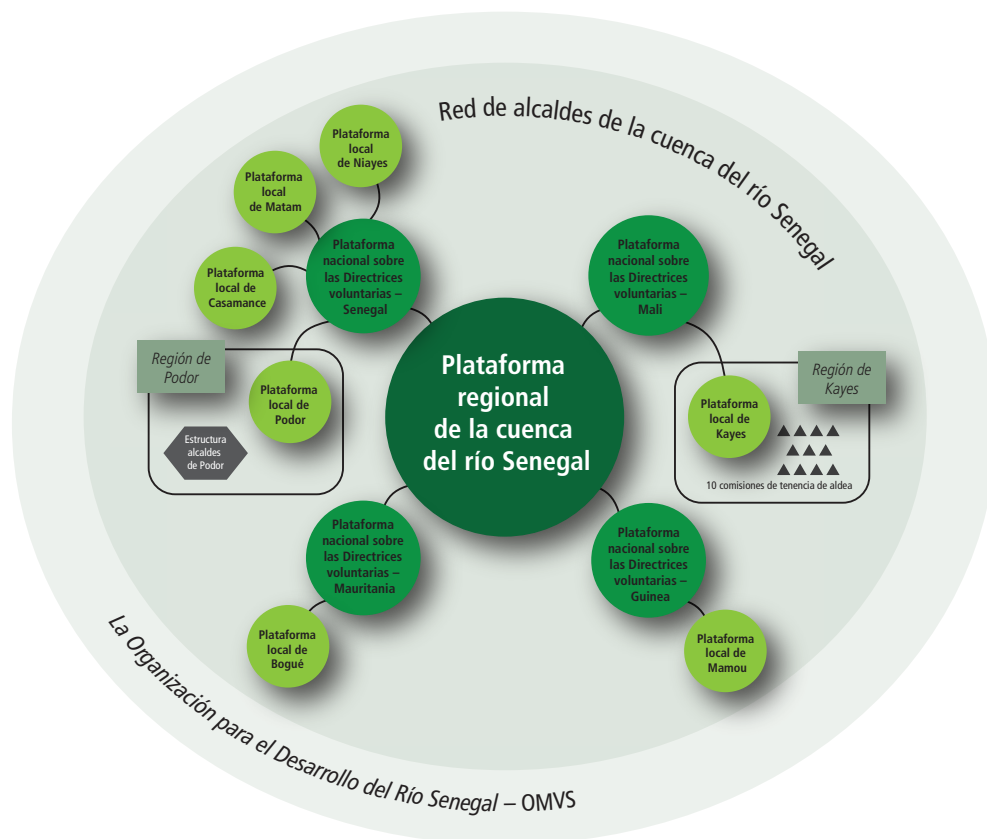 Red de alcaldes de la cuenca del río Senegal
Plataforma
local
de Niayes
Plataforma
local
de Matam
Plataforma
local de
Casamance
Plataforma
nacional sobre
las Directrices
voluntarias –
Senegal
Plataforma
nacional sobre
las Directrices
voluntarias –
Mali
Región de
Podor
Plataforma
local de
Podor
Estructura
alcaldes
de Podor
Plataforma
regional
de la cuenca
del río Senegal
Región de
Kayes
Plataforma
local de
Kayes
10 comisiones de tenencia de aldea
Plataforma
nacional sobre
las Directrices
voluntarias –
Mauritania
Plataforma
nacional sobre
las Directrices
voluntarias –
Guinea
Plataforma
local de
Bogué
Plataforma
local de
Mamou
La Organización para el Desarrollo del Río Senegal – OMVS